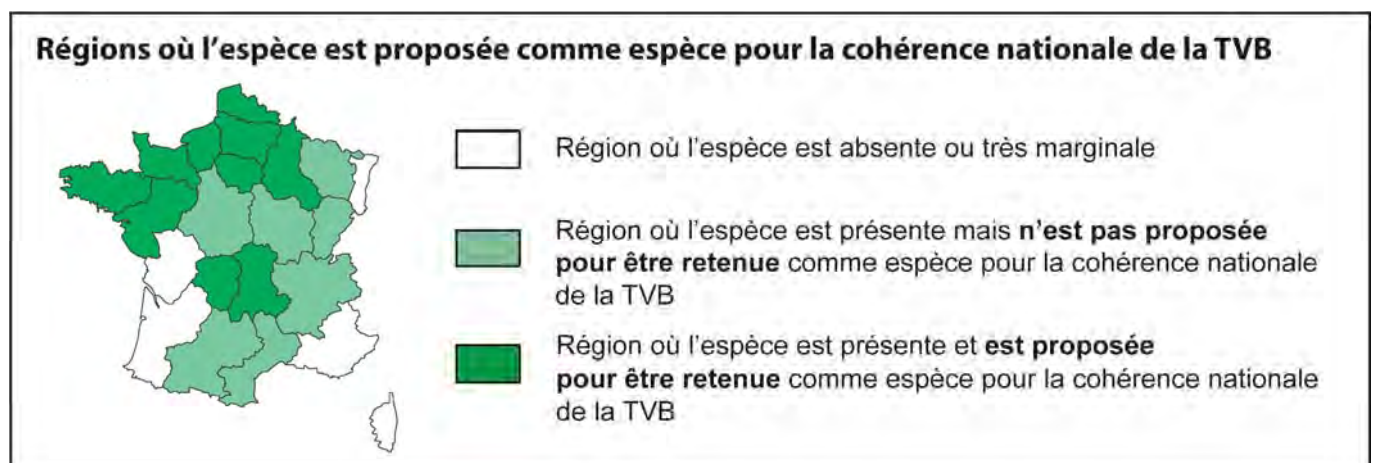 Régions où l'espèce est proposée comme espèce pour la cohérence nationale de la TVB
Région où l'espèce est absente ou très marginale
Région où l'espèce est présente mais n'est pas proposée
pour être retenue comme espèce pour la cohérence nationale
de la TVB
Région où l'espèce est présente et est proposée
pour être retenue comme espèce pour la cohérence nationale
de la TVB